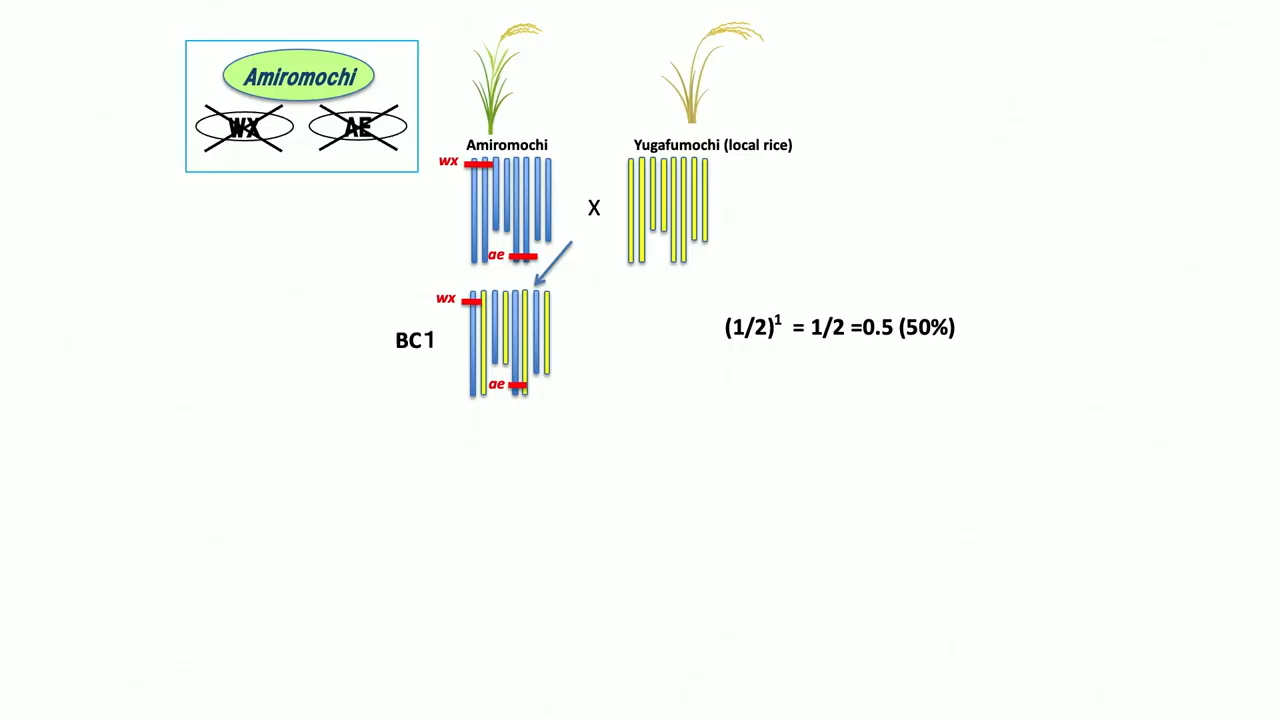 Amiromochi
WX
AE
Amiromochi
Yugafumochi (local rice)
wx
X
ae
wx
BC1
(1/2)¹ = 1/2 =0.5 (50%)
ae